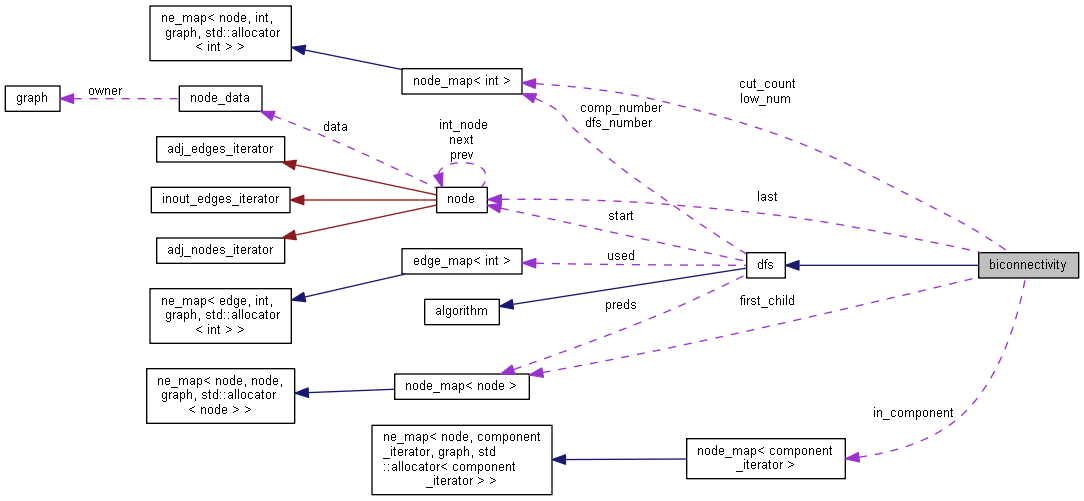 ne_map< node, int,
graph, std::allocator
< int > >
node_map< int >
cut_count
low_num
graph
owner
node_data
comp_number
dfs_number
data
int_node
next
prev
adj_edges_iterator
inout_edges_iterator
node
last
start
adj_nodes_iterator
edge_map< int >
used
dfs
biconnectivity
ne_map< edge, int,
graph, std::allocator
< int > >
algorithm
preds
first_child
ne_map< node, node,
graph, std::allocator
< node > >
node_map< node >
in_component
ne_map< node, component
_iterator, graph, std
::allocator< component
_iterator > >
node_map< component
_iterator >